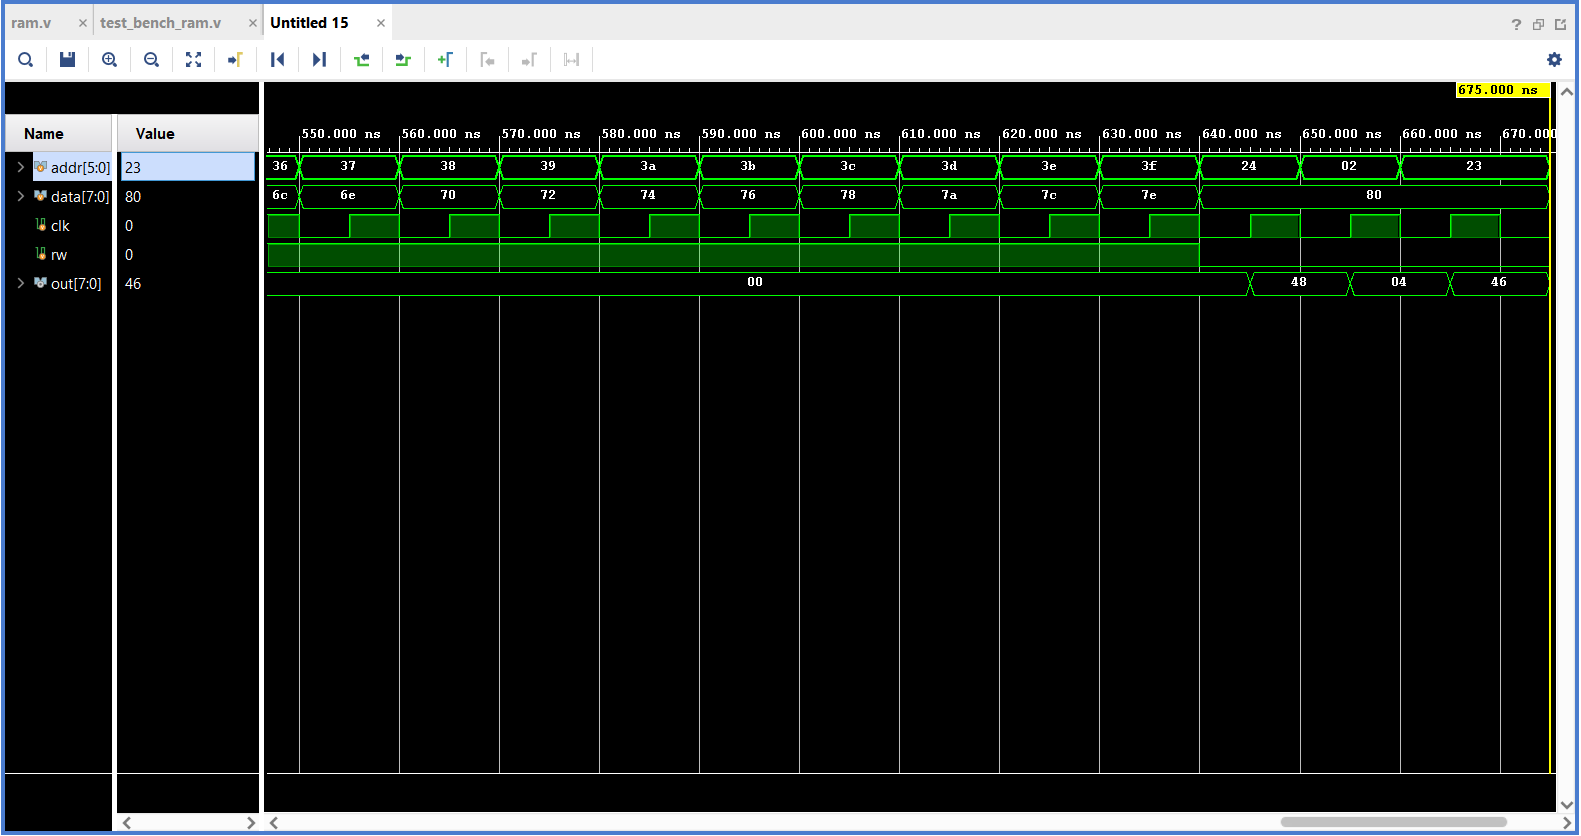 ram.v × test_bench_ram.v × Untitled 15 × ?
675.000 ns
Name Value 550.000 ns 560.000 ns 570.000 ns 580.000 ns 590.000 ns 600.000 ns 610.000 ns 620.000 ns 630.000 ns 640.000 ns 650.000 ns 660.000 ns 670.000
addr[5:0] 23 36 37 38 39 3a 3b 3c 3d 3e 3f 24 02 23
data[7:0] 80 6c 6e 70 72 74 76 78 7a 7c 7e 80
clk 0
rw 0
out[7:0] 46 00 48 04 46